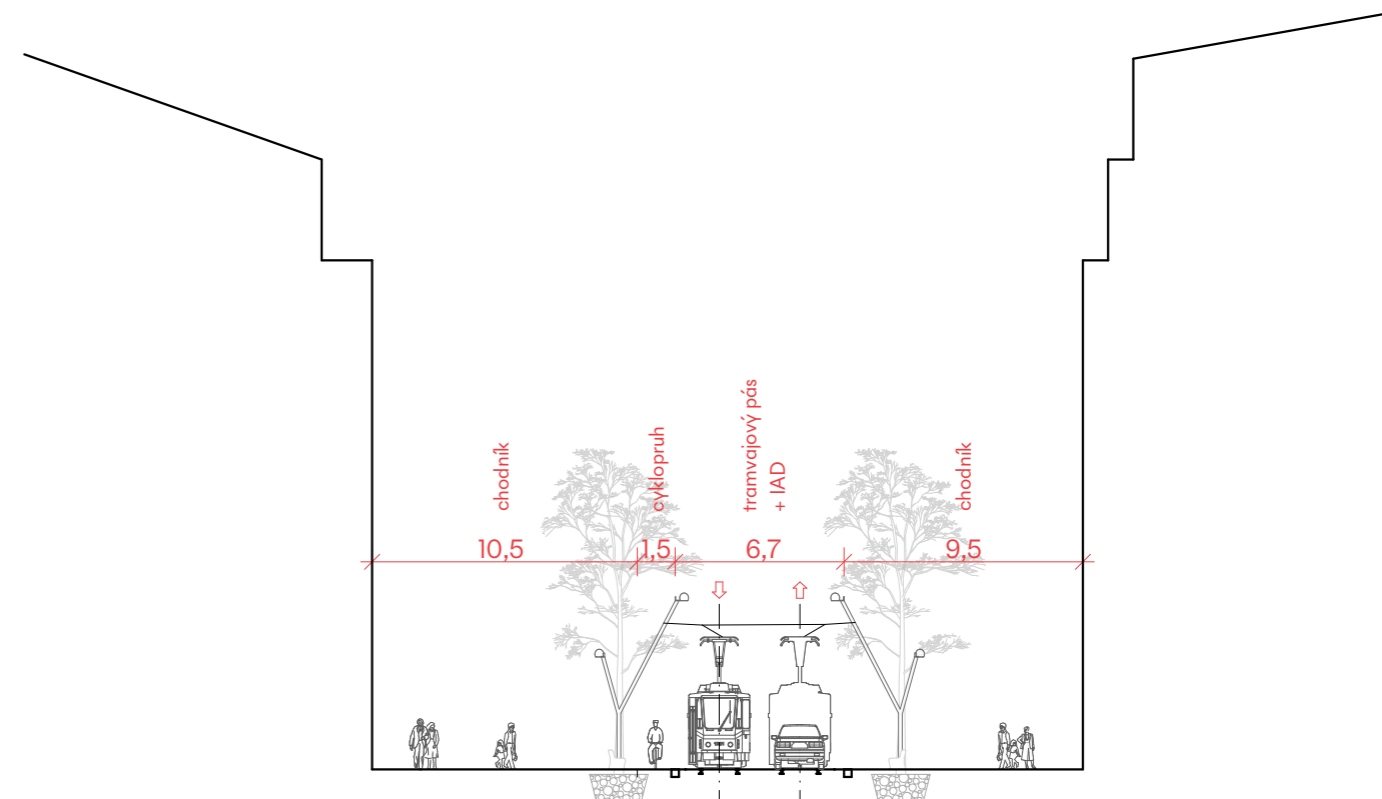 chodník
cyklopruh
tramvajový pás
+ IAD
chodník
10,5
1,5
6,7
9,5